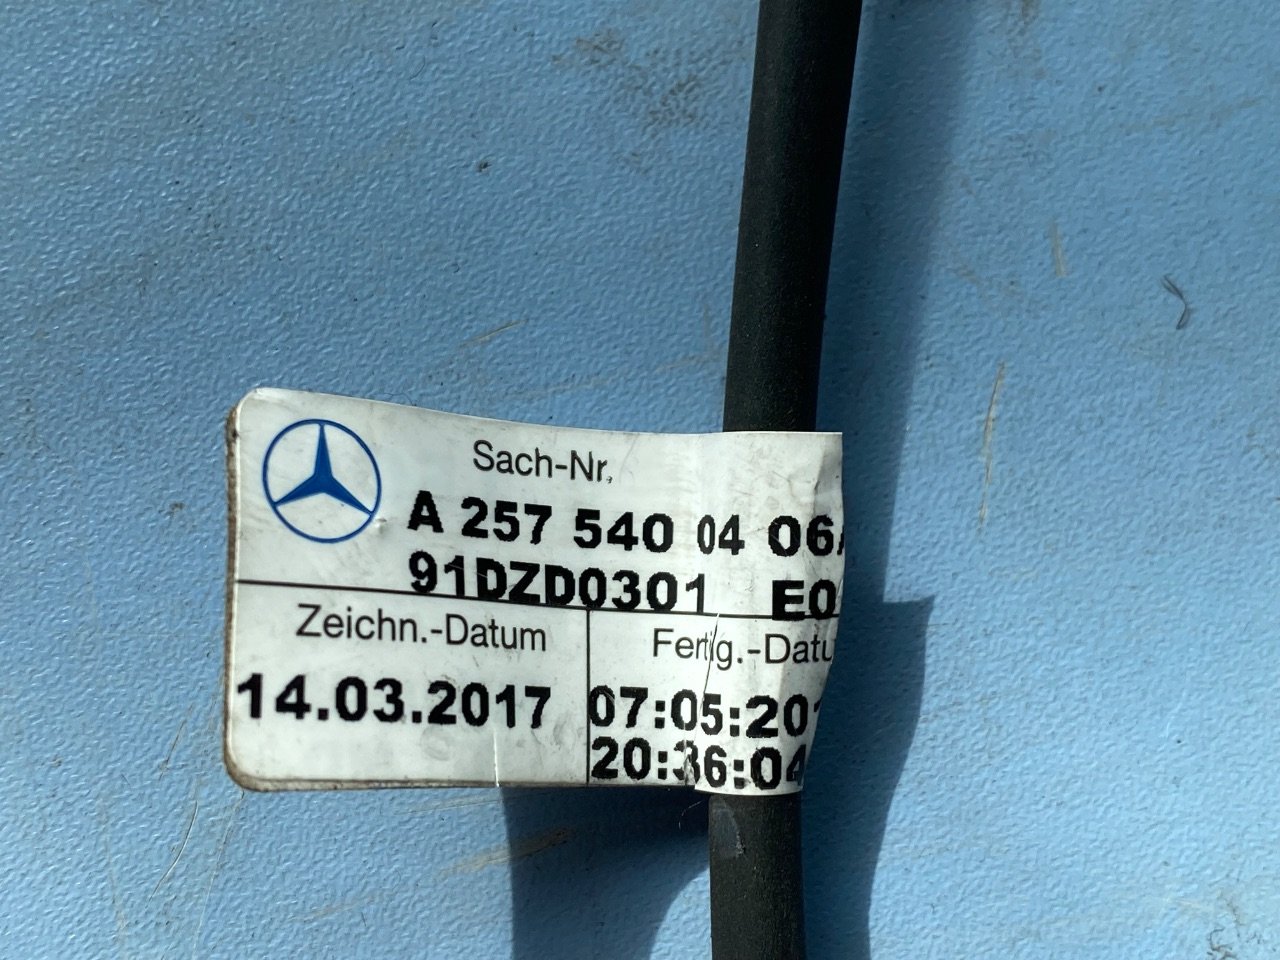 Sach-Nr.
A 257 540 04 06
91DZD0301 E0
Zeichn.-Datum
Fertig.-Datu
14.03.2017
07:05:201
20:36:04